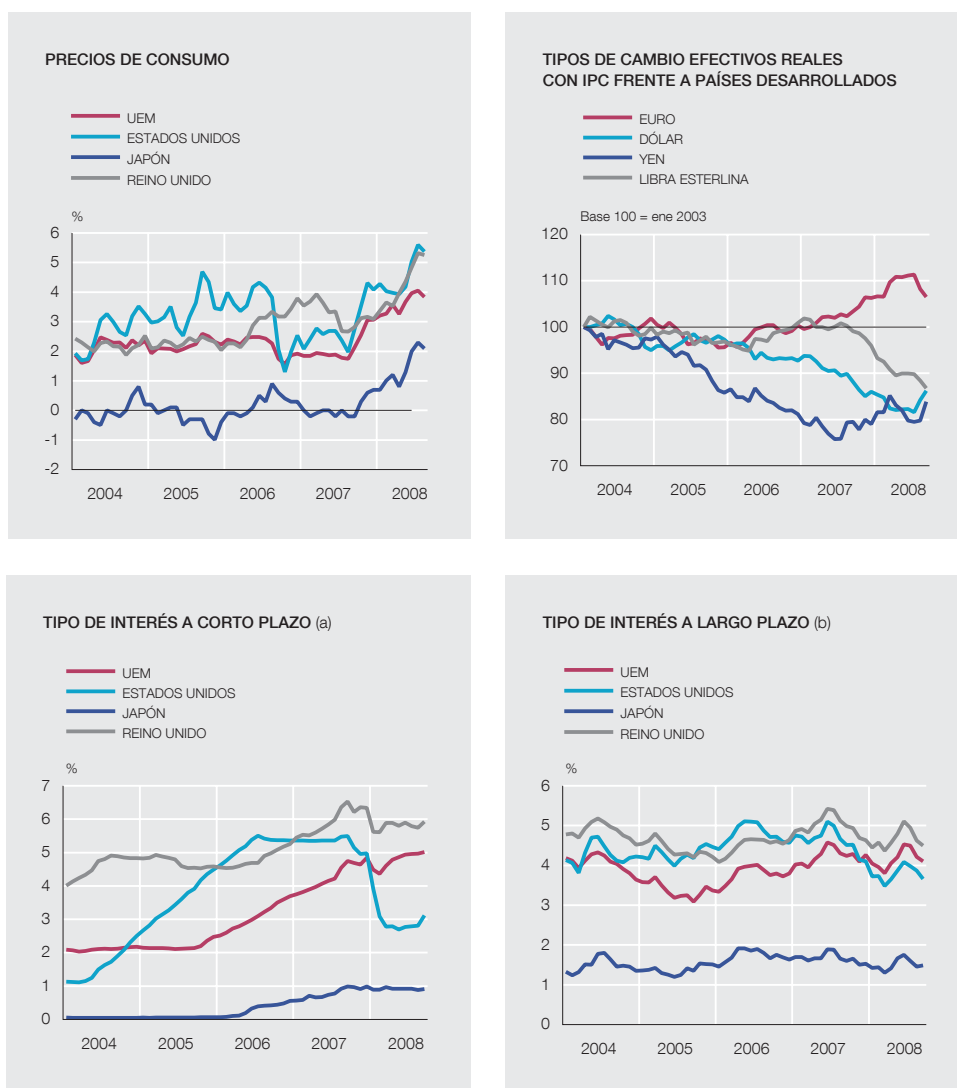 PRECIOS DE CONSUMO
UEM
ESTADOS UNIDOS
JAPÓN
REINO UNIDO
%
6
5
4
3
2
1
0
-1
-2
2004 2005 2006 2007 2008
TIPOS DE CAMBIO EFECTIVOS REALES
CON IPC FRENTE A PAÍSES DESARROLLADOS
EURO
DÓLAR
YEN
LIBRA ESTERLINA
Base 100 = ene 2003
120
110
100
90
80
70
2004 2005 2006 2007 2008
TIPO DE INTERÉS A CORTO PLAZO (a)
UEM
ESTADOS UNIDOS
JAPÓN
REINO UNIDO
%
7
6
5
4
3
2
1
0
2004 2005 2006 2007 2008
TIPO DE INTERÉS A LARGO PLAZO (b)
UEM
ESTADOS UNIDOS
JAPÓN
REINO UNIDO
%
6
5
4
3
2
1
0
2004 2005 2006 2007 2008